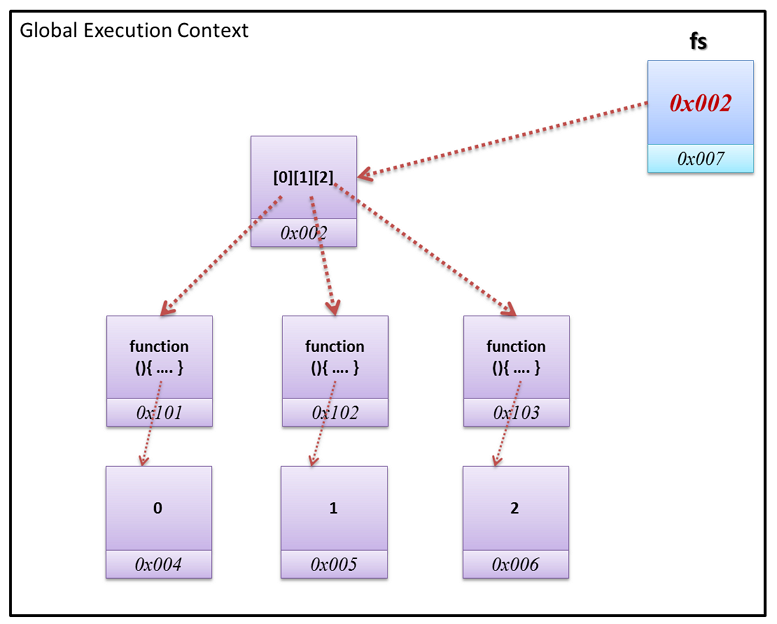 Global Execution Context
fs
0x002
0x007
[0][1][2]
0x002
function
(){ .... }
0x101
function
(){ .... }
0x102
function
(){ .... }
0x103
0
0x004
1
0x005
2
0x006